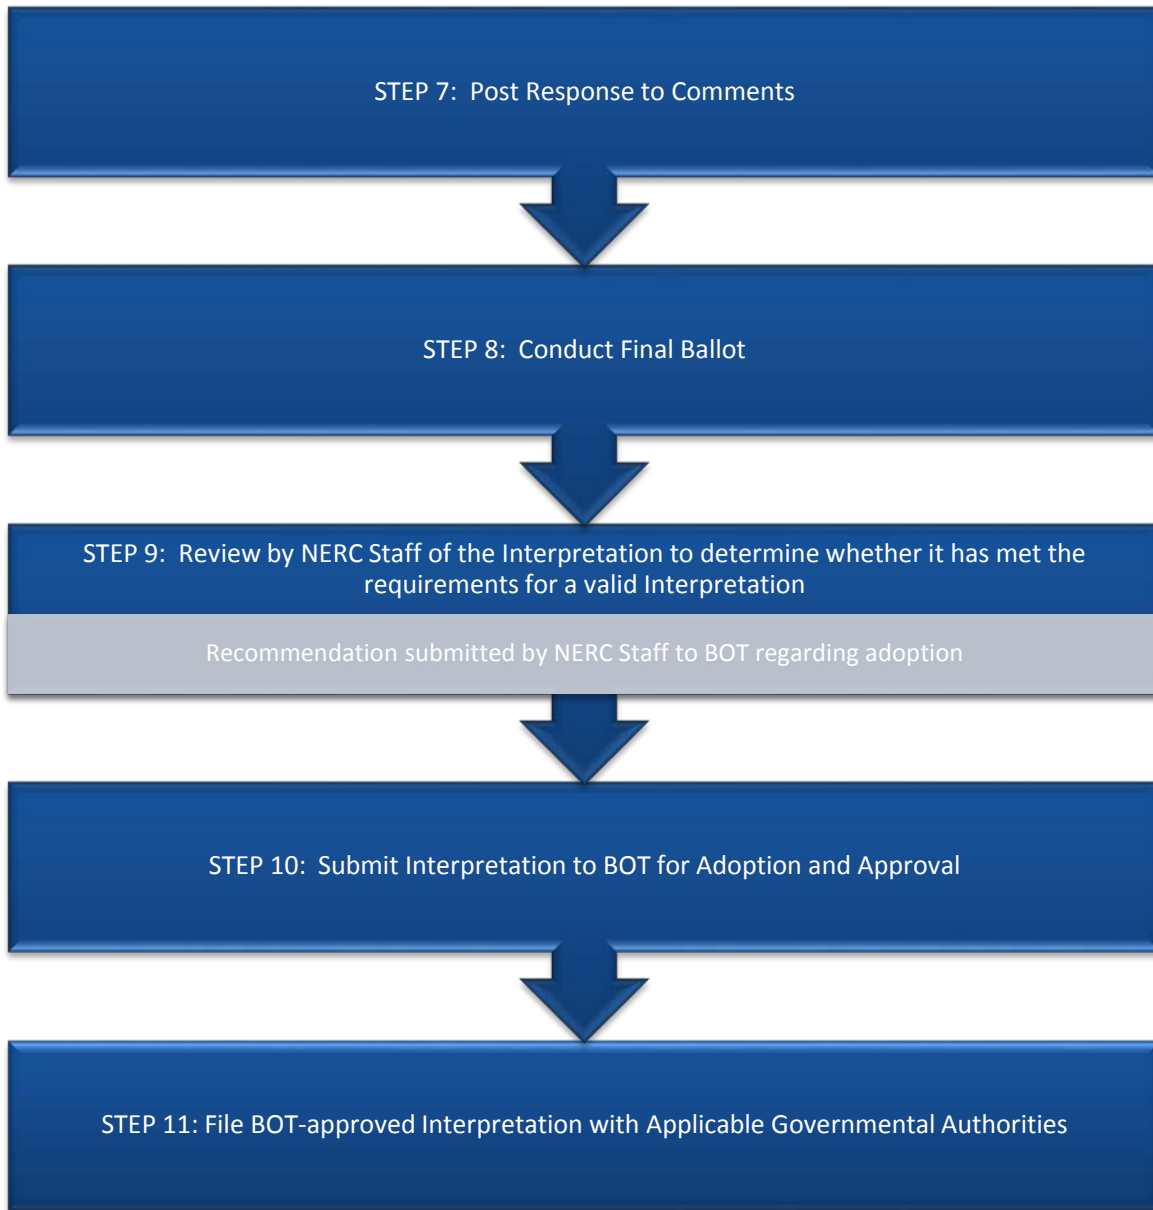 STEP 7:  Post Response to Comments
STEP 8:  Conduct Final Ballot
STEP 9:  Review by NERC Staff of the Interpretation to determine whether it has met the
requirements for a valid Interpretation
Recommendation submitted by NERC Staff to BOT regarding adoption
STEP 10:  Submit Interpretation to BOT for Adoption and Approval
STEP 11: File BOT-approved Interpretation with Applicable Governmental Authorities